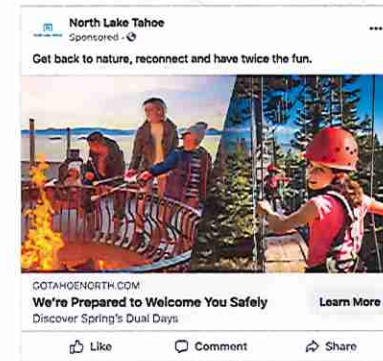 North Lake Tahoe
Sponsored
Get back to nature, reconnect and have twice the fun.
GOTAHOENORTH.COM
We're Prepared to Welcome You Safely
Learn More
Discover Spring's Dual Days
Like
Comment
Share